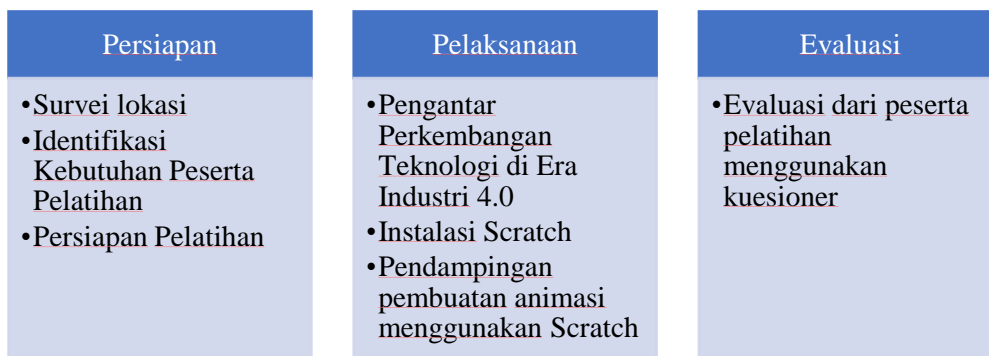 Persiapan
•Survei lokasi
•Identifikasi
Kebutuhan Peserta
Pelatihan
•Persiapan Pelatihan
Pelaksanaan
•Pengantar
Perkembangan
Teknologi di Era
Industri 4.0
•Instalasi Scratch
•Pendampingan
pembuatan animasi
menggunakan Scratch
Evaluasi
•Evaluasi dari peserta
pelatihan
menggunakan
kuesioner